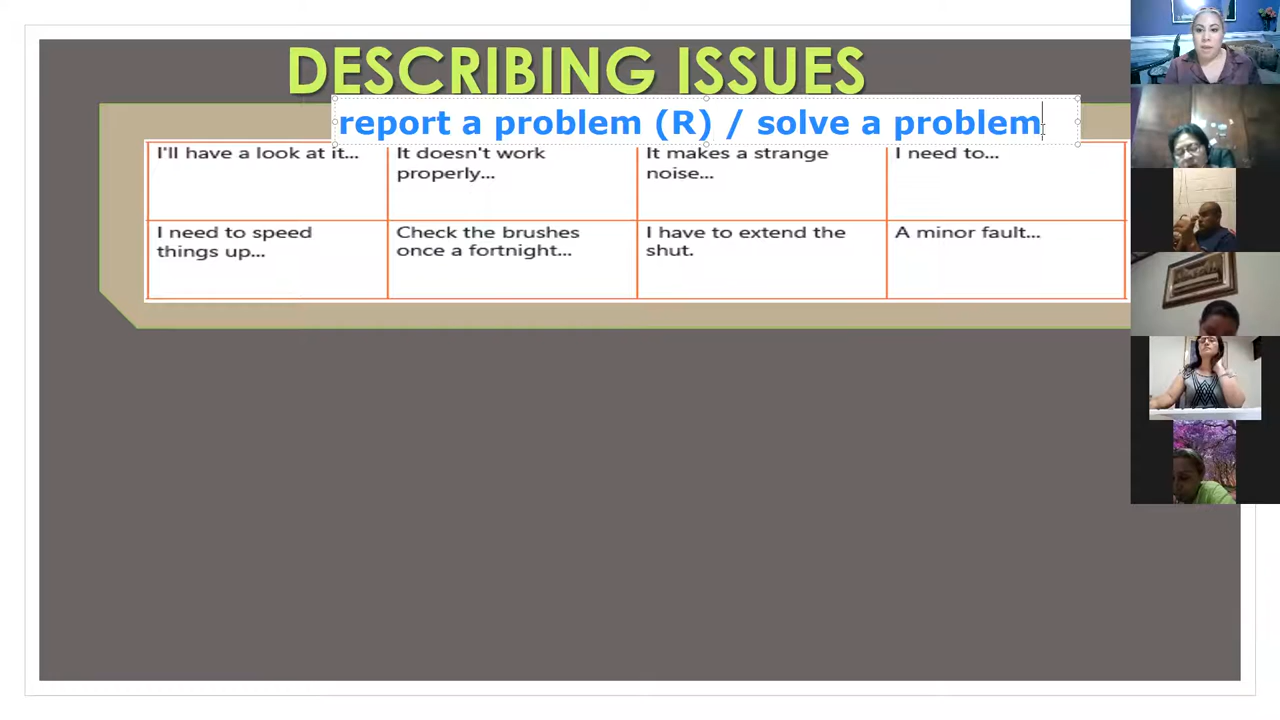 DESCRIBING ISSUES
report a problem (R) / solve a problem
I'll have a look at it...
It doesn't work
properly...
It makes a strange
noise...
I need to...
I need to speed
things up...
Check the brushes
once a fortnight...
I have to extend the
shut.
A minor fault...